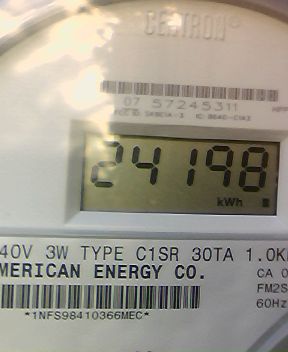 CENTRON®
07 57245311
24198
kWh
40V 3W TYPE C1SR 30TA 1.0K
MERICAN ENERGY CO.
CA 0
FM2S
60Hz
*1NFS98410366MEC*